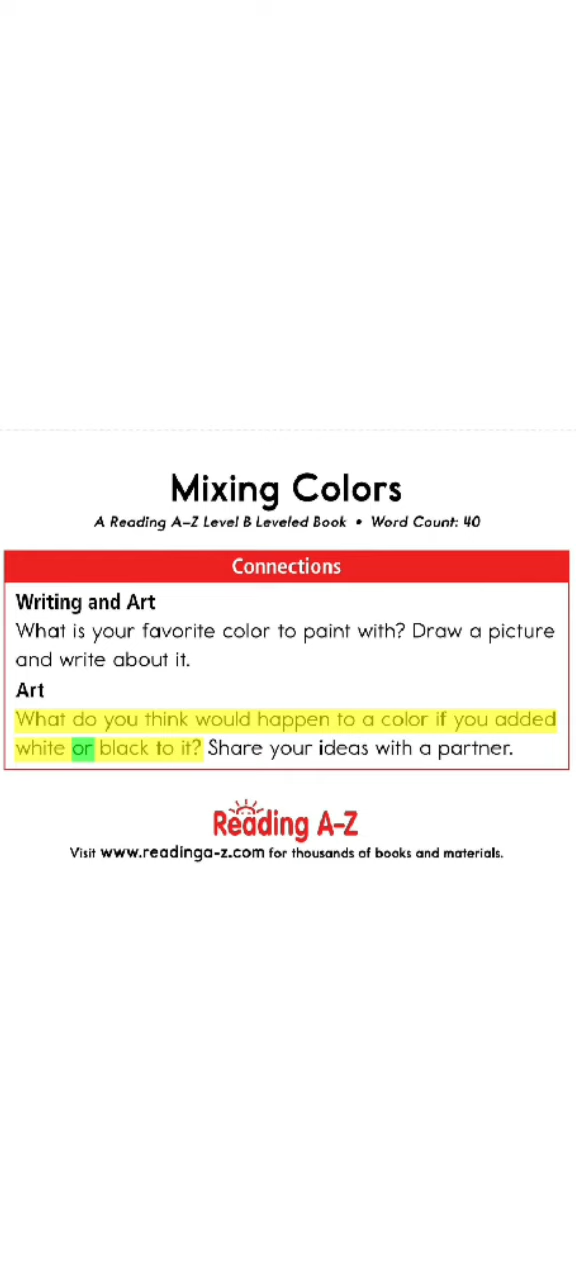 Mixing Colors
A Reading A–Z Level B Leveled Book • Word Count: 40
Connections
Writing and Art
What is your favorite color to paint with? Draw a picture
and write about it.
Art
What do you think would happen to a color if you added
white or black to it? Share your ideas with a partner.
Reading A–Z
Visit www.readinga-z.com for thousands of books and materials.